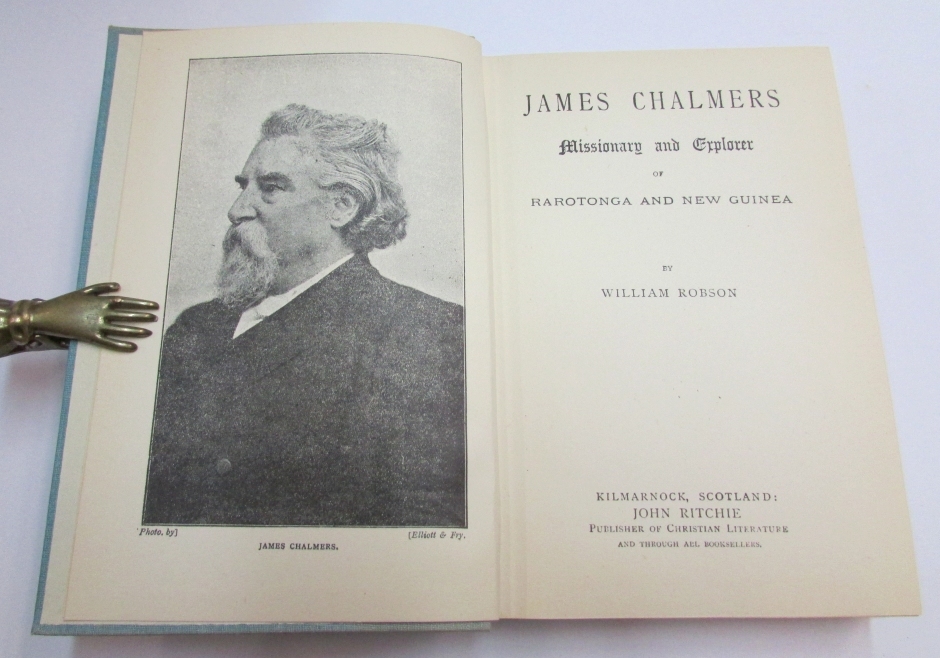 'Photo. by]
[Elliott & Fry.
JAMES CHALMERS.
JAMES CHALMERS
Missionary and Explorer
OF
RAROTONGA AND NEW GUINEA
BY
WILLIAM ROBSON
KILMARNOCK, SCOTLAND:
JOHN RITCHIE
PUBLISHER OF CHRISTIAN LITERATURE
AND THROUGH ALL BOOKSELLERS.